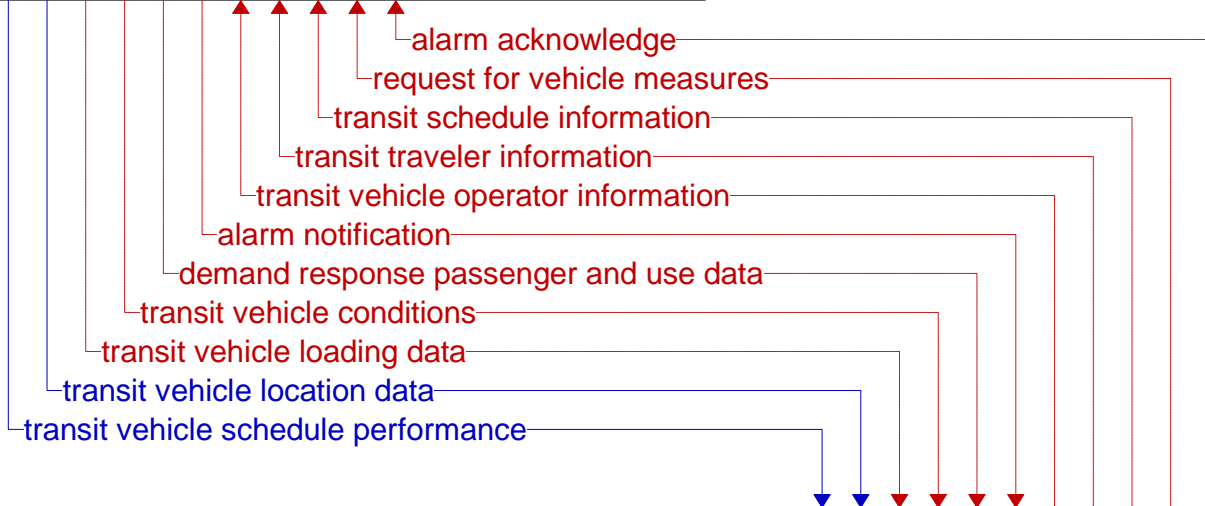 alarm acknowledge
request for vehicle measures
transit schedule information
transit traveler information
transit vehicle operator information
alarm notification
demand response passenger and use data
transit vehicle conditions
transit vehicle loading data
transit vehicle location data
transit vehicle schedule performance